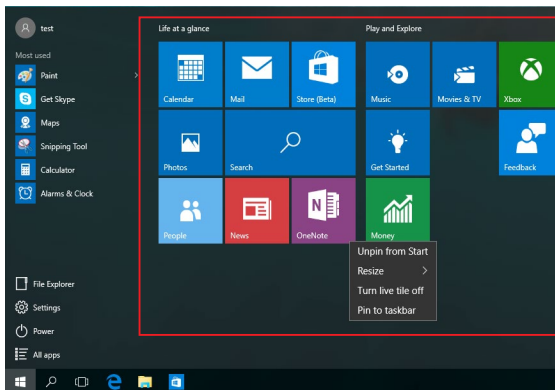 test
Most used
Paint
Get Skype
Maps
Snipping Tool
Calculator
Alarms & Clock
File Explorer
Settings
Power
All apps
Life at a glance
Calendar
Mail
Store (Beta)
Photos
Search
People
News
OneNote
Play and Explore
Music
Movies & TV
Xbox
Get Started
Feedback
Money
Unpin from Start
Resize
Turn live tile off
Pin to taskbar